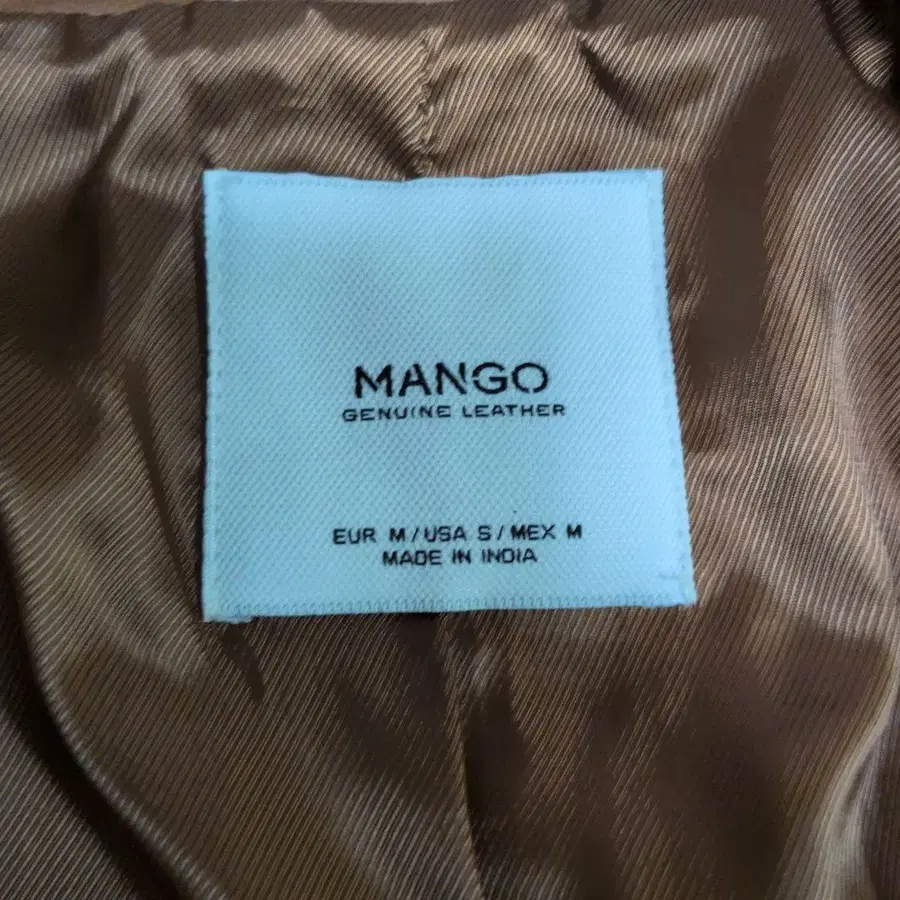 MANGO
GENUINE LEATHER
EUR M / USA S / MEX M
MADE IN INDIA